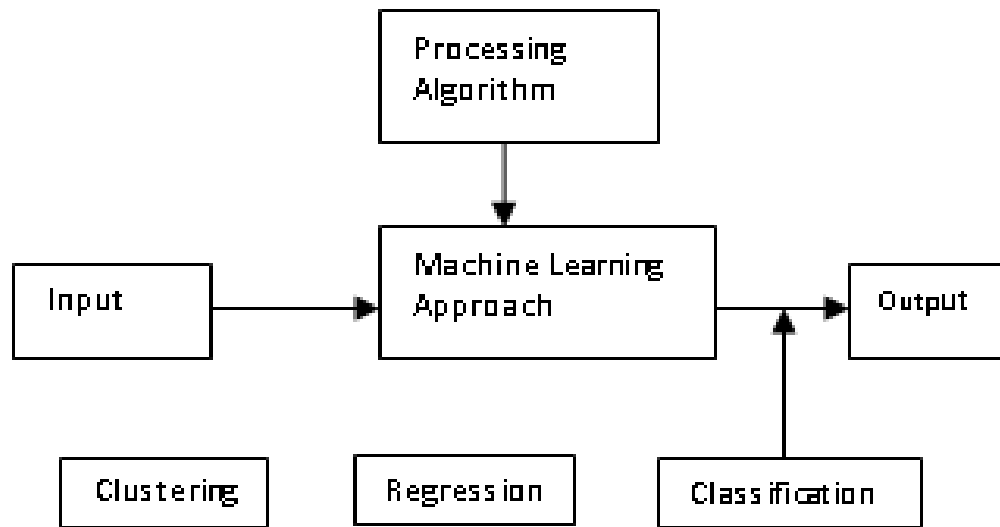 Processing
Algorithm
Machine Learning
Approach
Input
Output
Clustering
Regression
Classification